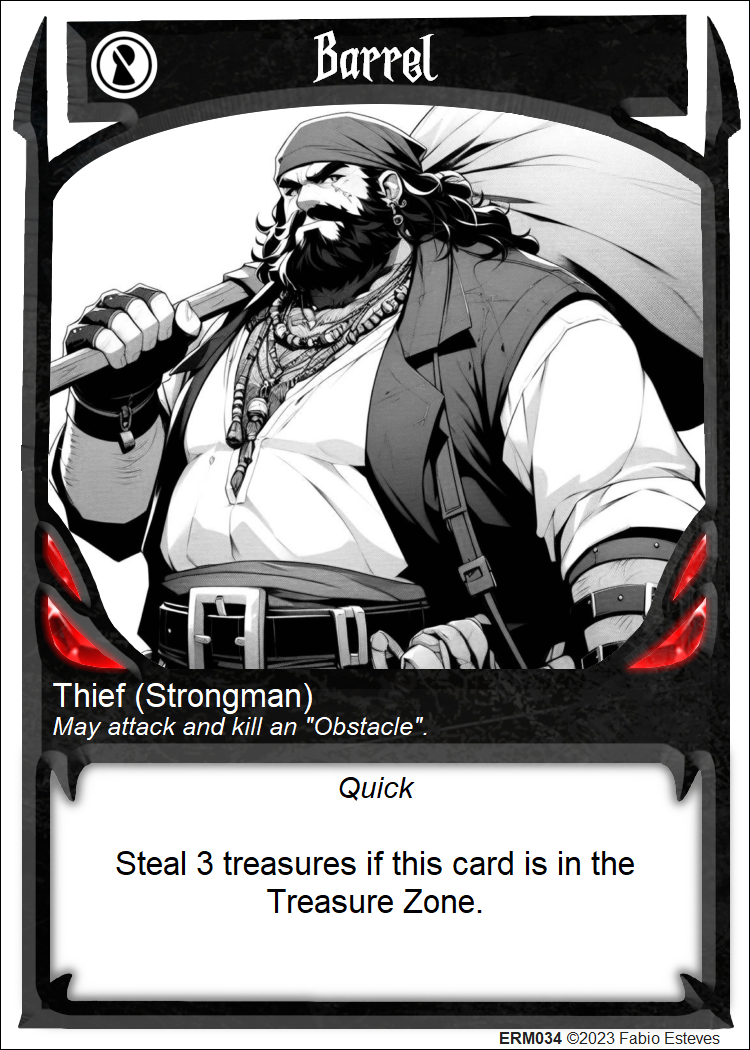 Barrel
Thief (Strongman)
May attack and kill an "Obstacle".
Quick
Steal 3 treasures if this card is in the
Treasure Zone.
ERM034 ©2023 Fabio Esteves